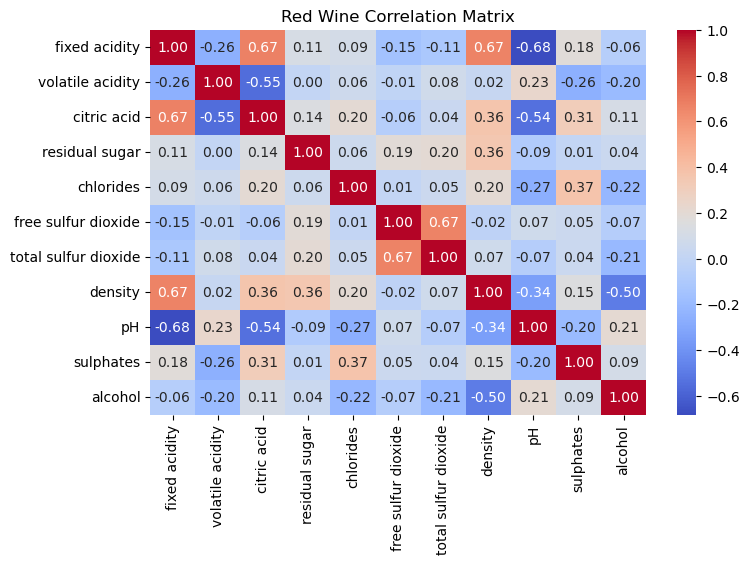 Red Wine Correlation Matrix
fixed acidity 1.00 -0.26 0.67 0.11 0.09 -0.15 -0.11 0.67 -0.68 0.18 -0.06
volatile acidity -0.26 1.00 -0.55 0.00 0.06 -0.01 0.08 0.02 0.23 -0.26 -0.20
citric acid 0.67 -0.55 1.00 0.14 0.20 -0.06 0.04 0.36 -0.54 0.31 0.11
residual sugar 0.11 0.00 0.14 1.00 0.06 0.19 0.20 0.36 -0.09 0.01 0.04
chlorides 0.09 0.06 0.20 0.06 1.00 0.01 0.05 0.20 -0.27 0.37 -0.22
free sulfur dioxide -0.15 -0.01 -0.06 0.19 0.01 1.00 0.67 -0.02 0.07 0.05 -0.07
total sulfur dioxide -0.11 0.08 0.04 0.20 0.05 0.67 1.00 0.07 -0.07 0.04 -0.21
density 0.67 0.02 0.36 0.36 0.20 -0.02 0.07 1.00 -0.34 0.15 -0.50
pH -0.68 0.23 -0.54 -0.09 -0.27 0.07 -0.07 -0.34 1.00 -0.20 0.21
sulphates 0.18 -0.26 0.31 0.01 0.37 0.05 0.04 0.15 -0.20 1.00 0.09
alcohol -0.06 -0.20 0.11 0.04 -0.22 -0.07 -0.21 -0.50 0.21 0.09 1.00
fixed acidity
volatile acidity
citric acid
residual sugar
chlorides
free sulfur dioxide
total sulfur dioxide
density
pH
sulphates
alcohol
1.0
0.8
0.6
0.4
0.2
0.0
−0.2
−0.4
−0.6